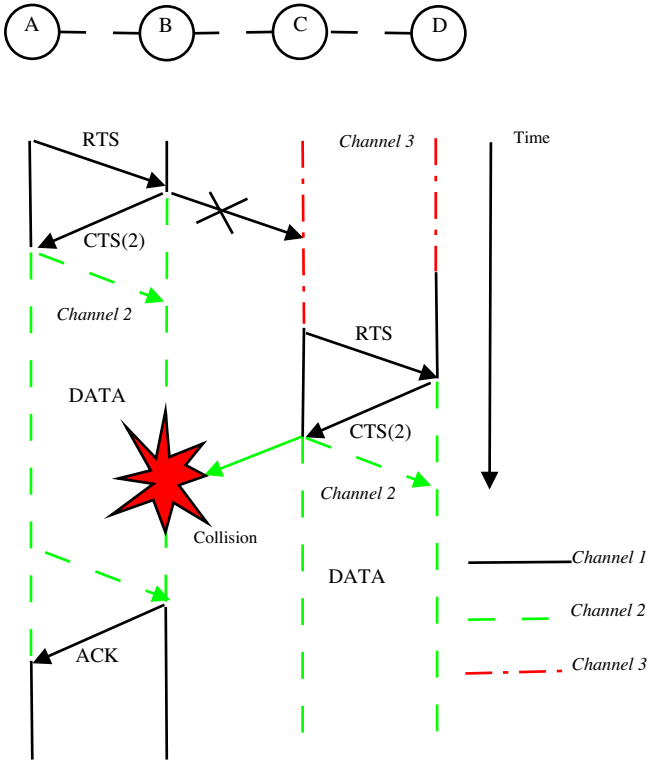 A
B
C
D
Channel 3
Time
RTS
CTS(2)
Channel 2
RTS
DATA
CTS(2)
Channel 2
Collision
Channel 1
DATA
Channel 2
ACK
Channel 3